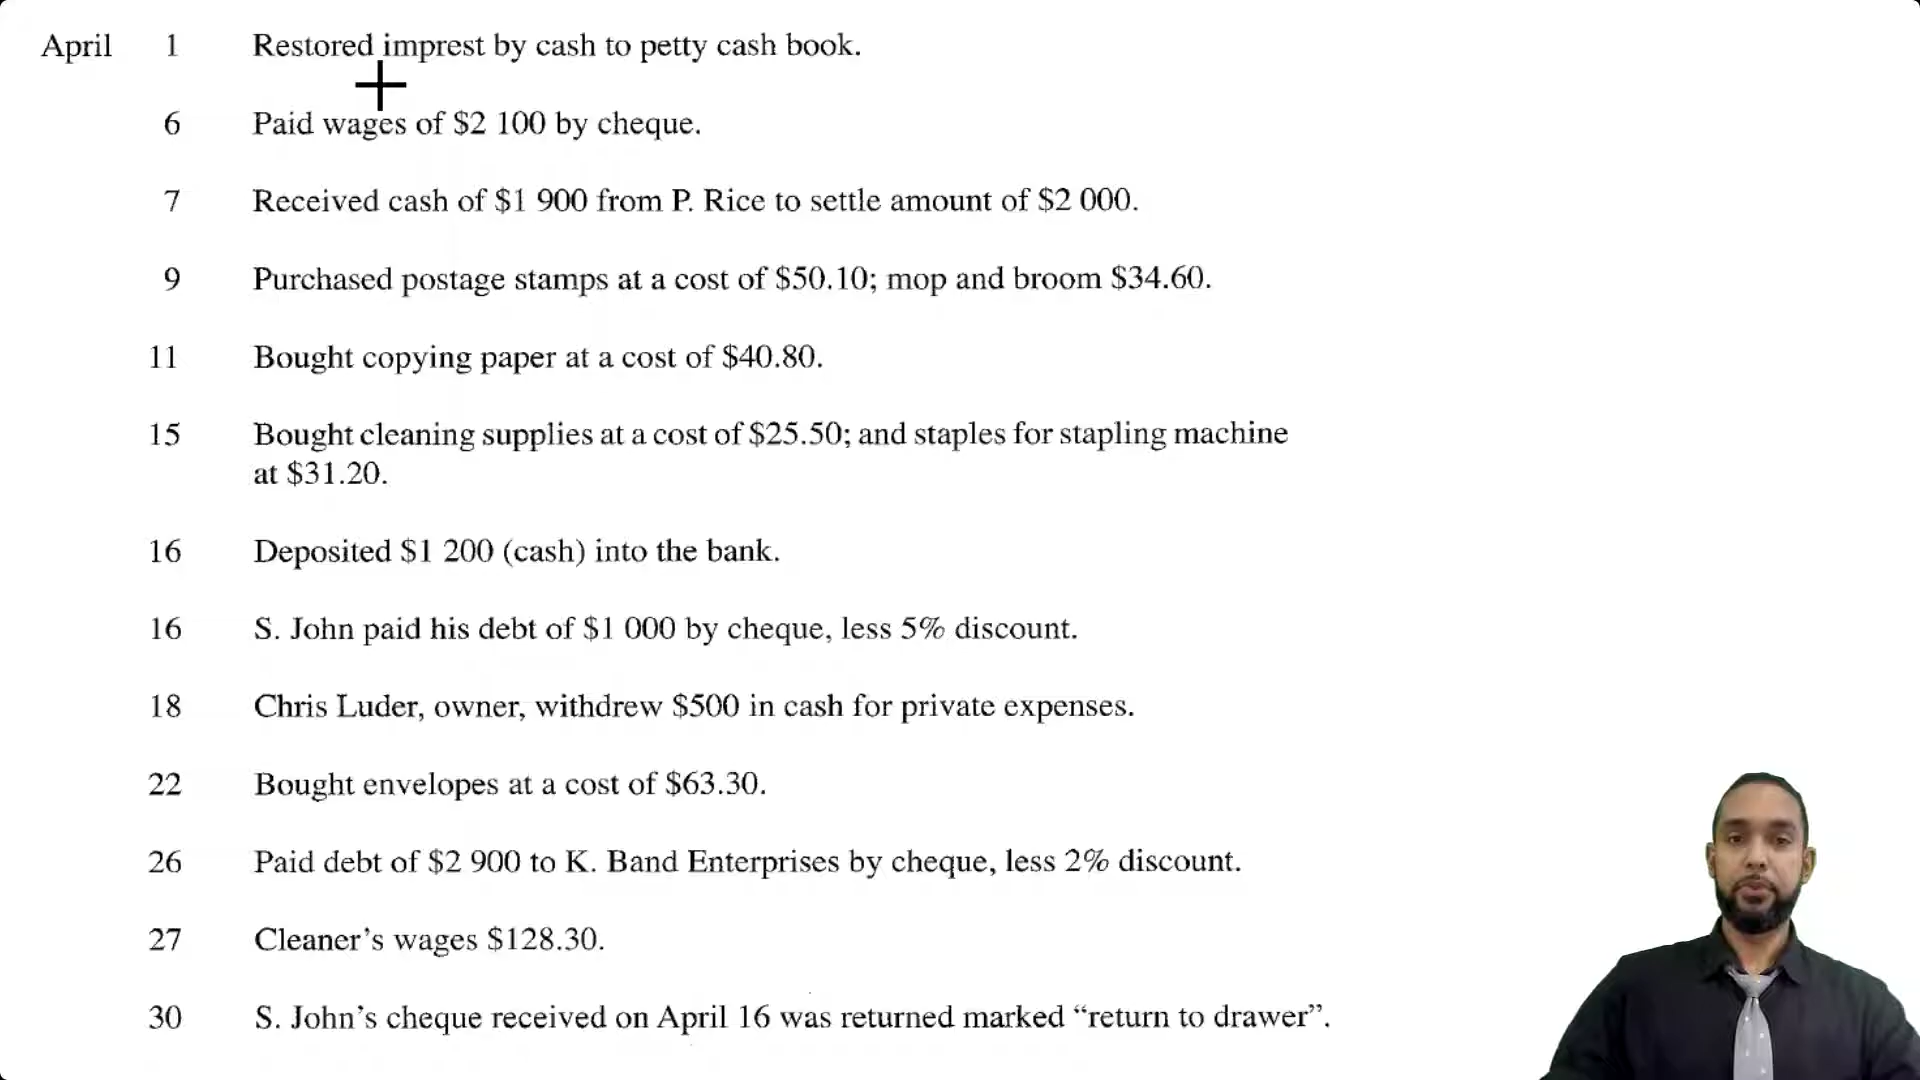 April 1 Restored imprest by cash to petty cash book.
6 Paid wages of $2 100 by cheque.
7 Received cash of $1 900 from P. Rice to settle amount of $2 000.
9 Purchased postage stamps at a cost of $50.10; mop and broom $34.60.
11 Bought copying paper at a cost of $40.80.
15 Bought cleaning supplies at a cost of $25.50; and staples for stapling machine
at $31.20.
16 Deposited $1 200 (cash) into the bank.
16 S. John paid his debt of $1 000 by cheque, less 5% discount.
18 Chris Luder, owner, withdrew $500 in cash for private expenses.
22 Bought envelopes at a cost of $63.30.
26 Paid debt of $2 900 to K. Band Enterprises by cheque, less 2% discount.
27 Cleaner’s wages $128.30.
30 S. John’s cheque received on April 16 was returned marked “return to drawer”.